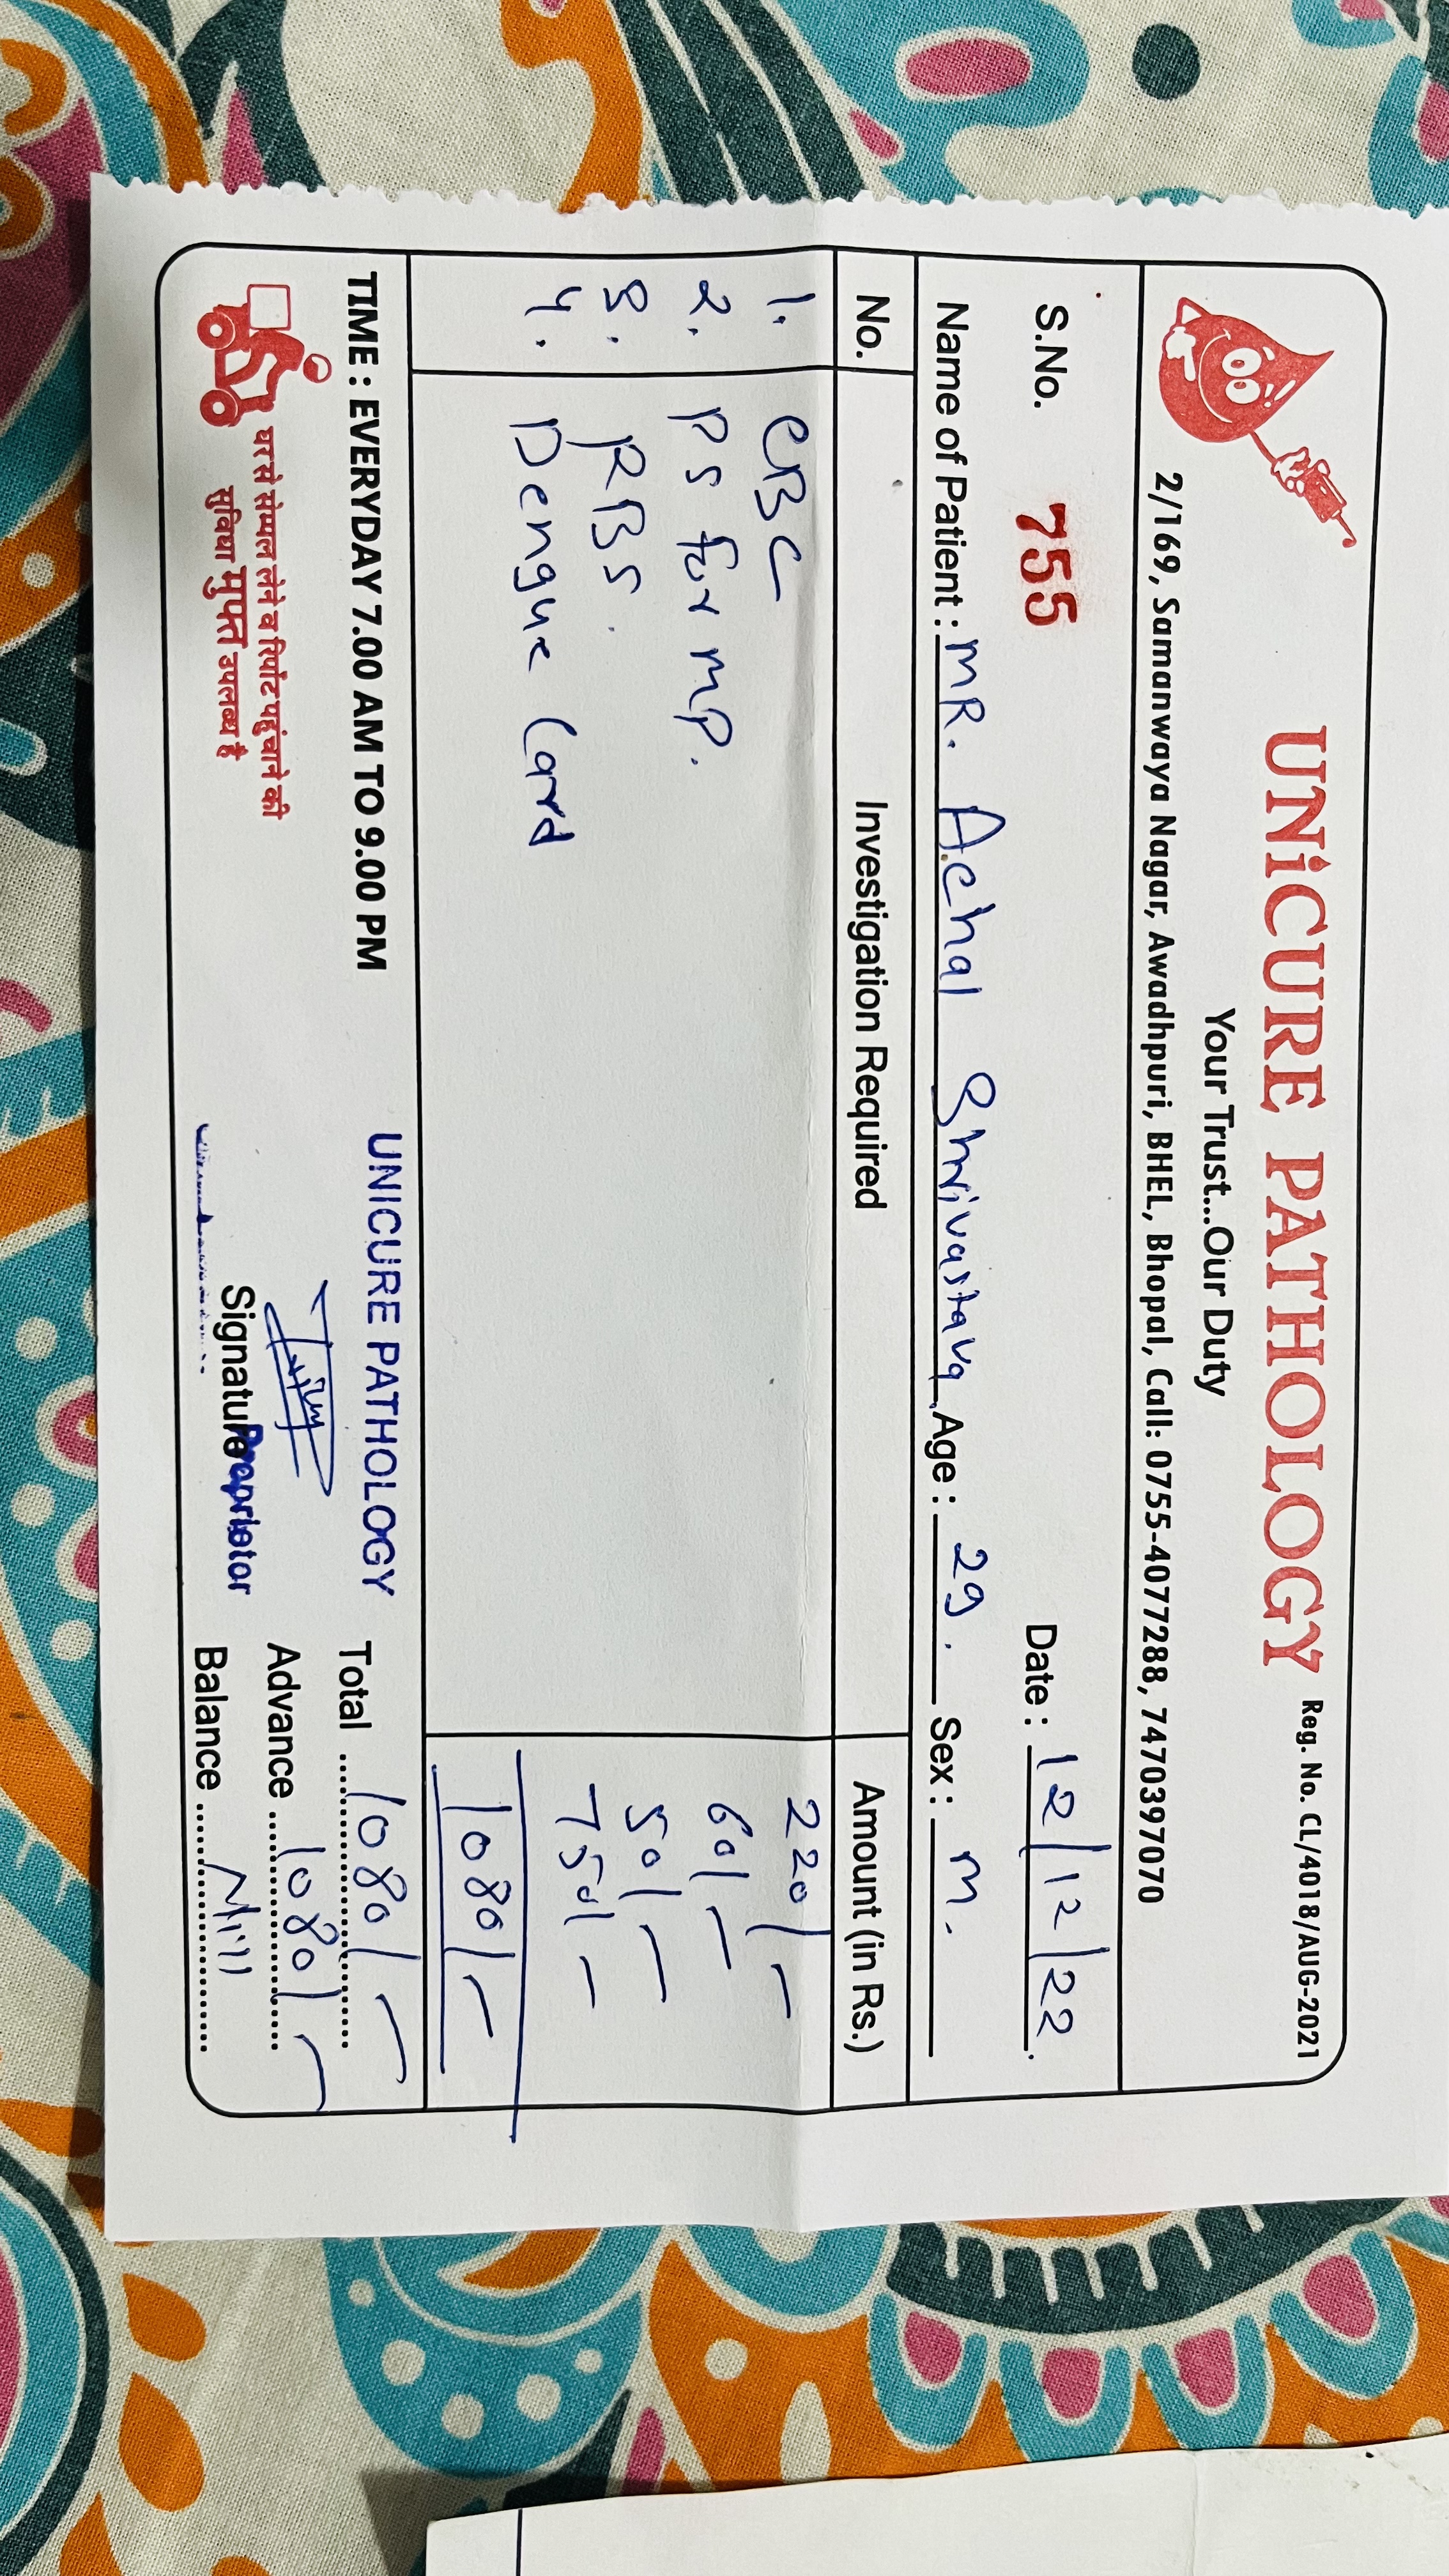 UNiCURE PATHOLOGY Reg. No. CL/4018/AUG-2021
Your Trust...Our Duty
2/169, Samanwaya Nagar, Awadhpuri, BHEL, Bhopal, Call: 0755-4077288, 7470397070
S.No. 755 Date : 12/12/22
Name of Patient : MR. Achal Shrivastava Age : 29. Sex : M.
No. Investigation Required Amount (in Rs.)
1. CBC 220/-
2. PS for MP. 60/-
3. RBS. 50/-
4. Dengue Card 750/-
1080/-
TIME : EVERYDAY 7.00 AM TO 9.00 PM UNICURE PATHOLOGY Total 1080/-
घर से सेम्पल लेने व रिपोर्ट पहुंचाने की Advance 1080/-
सुविधा मुफ्त उपलब्ध है Signature Propriotor Balance Nill